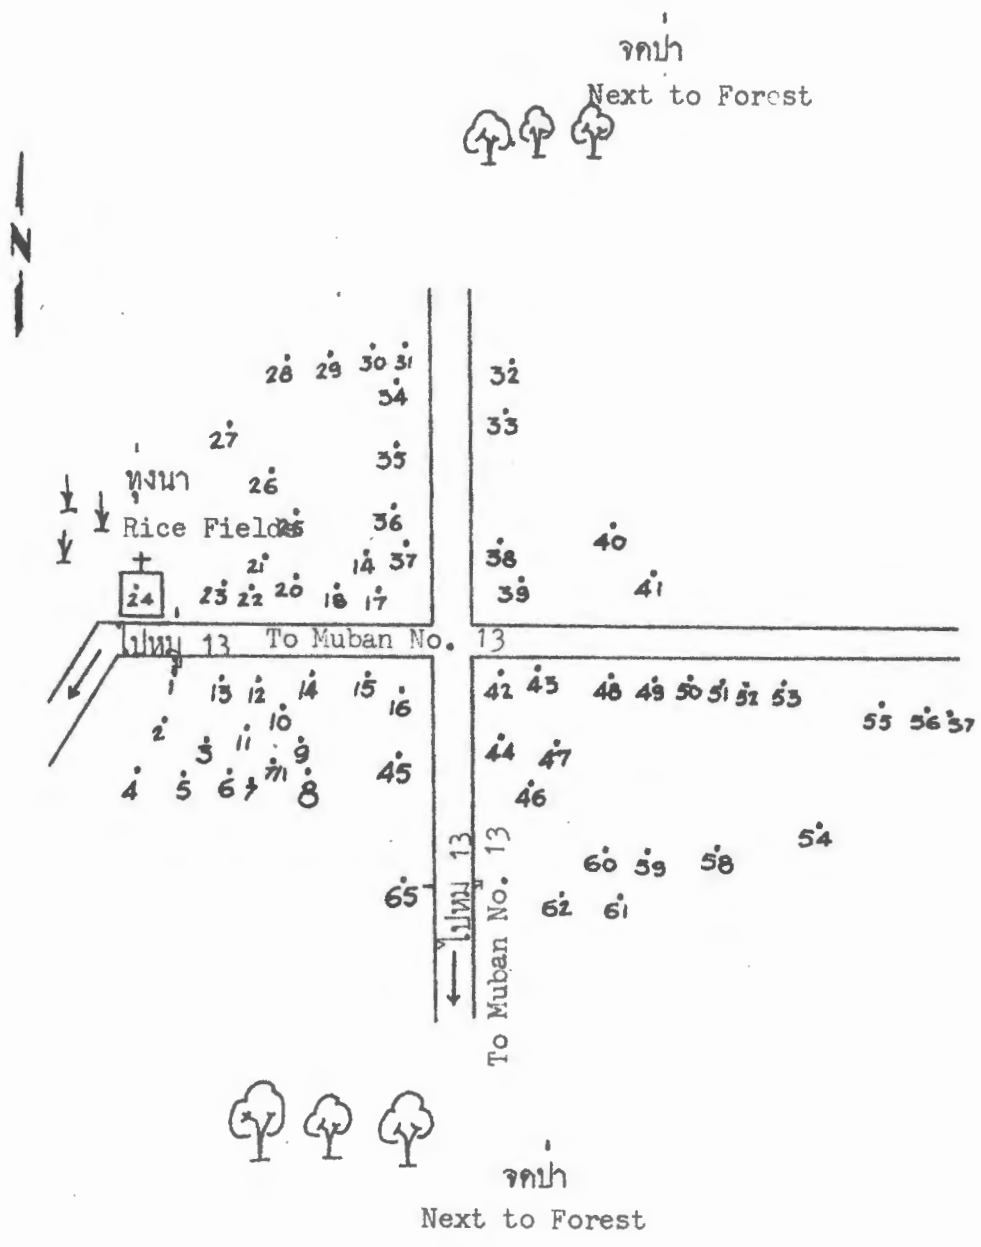 จดป่า
Next to Forest
N
28 29 30 31 32
34
33
27
35
ทุ่งนา
26
Rice Fields
25 36
40
21 14 37 38
24 23 22 20 18 17 39 41
ไปหมู่ 13 To Muban No. 13
1 13 12 14 15 16 42 43 48 49 50 51 52 53
2 10 55 56 37
3 11 9 44 47
4 5 6 7 7/1 8 45 46
54
60 59 58
65 62 61
ไปหมู่ 13
To Muban No. 13
จดป่า
Next to Forest